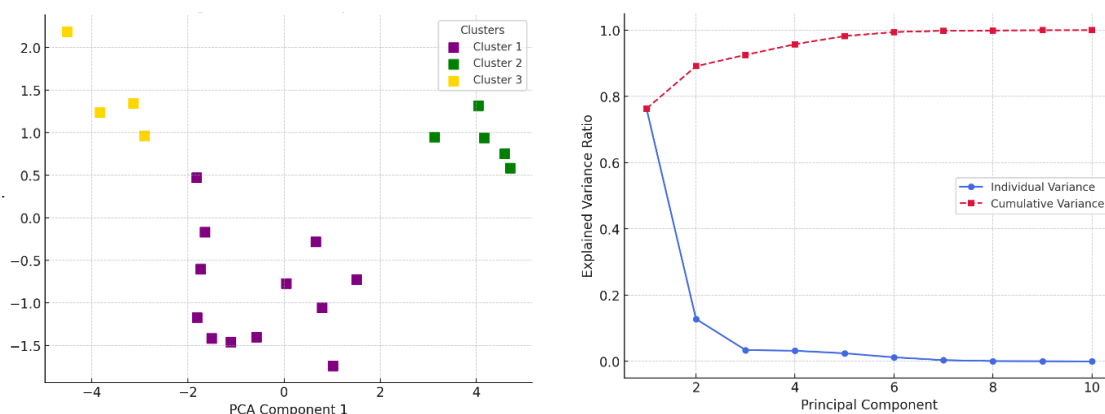 Clusters
Cluster 1
Cluster 2
Cluster 3
2.0
1.5
1.0
0.5
0.0
−0.5
−1.0
−1.5
−4
−2
0
2
4
PCA Component 1
Explained Variance Ratio
1.0
0.8
0.6
0.4
0.2
0.0
Individual Variance
Cumulative Variance
2
4
6
8
10
Principal Component